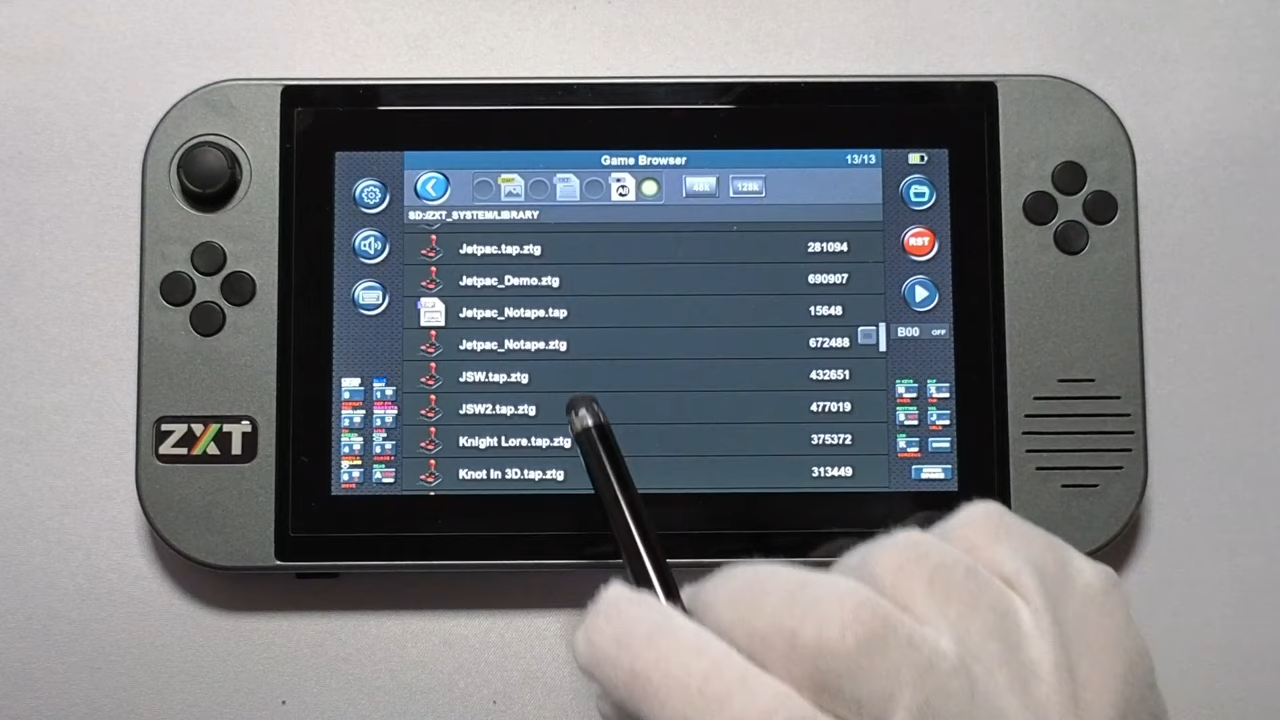 Game Browser 13/13
All 48k 128k
SD:/ZXT_SYSTEM/LIBRARY
Jetpac.tap.ztg 281094
Jetpac_Demo.ztg 690907
Jetpac_Notape.tap 15648
Jetpac_Notape.ztg 672488
JSW.tap.ztg 432651
JSW2.tap.ztg 477019
Knight Lore.tap.ztg 375372
Knot In 3D.tap.ztg 313449
RST
B00 OFF
ZXT